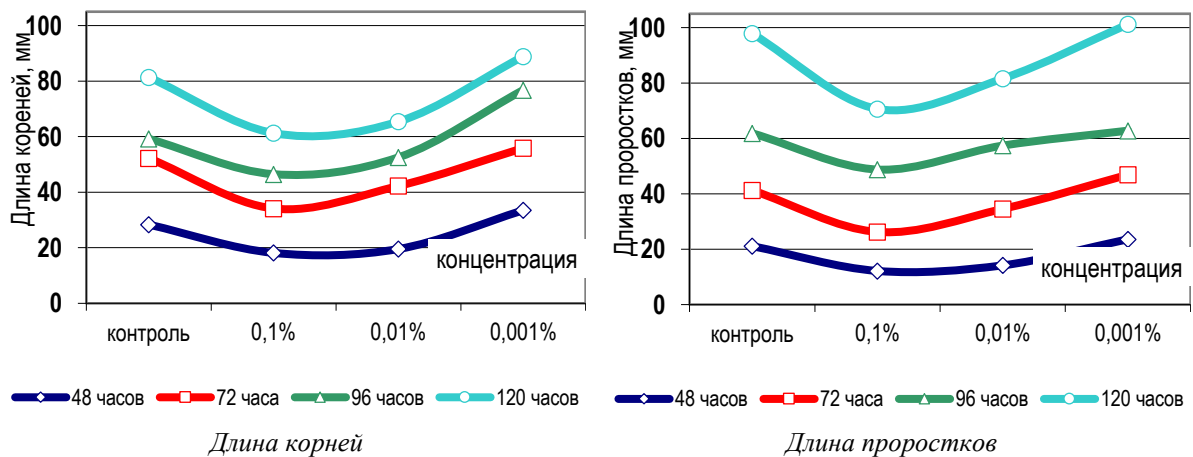 Длина кореней, мм
100
80
60
40
20
0
концентрация
контроль 0,1% 0,01% 0,001%
48 часов 72 часа 96 часов 120 часов
Длина корней
Длина проростков, мм
100
80
60
40
20
0
концентрация
контроль 0,1% 0,01% 0,001%
48 часов 72 часа 96 часов 120 часов
Длина проростков